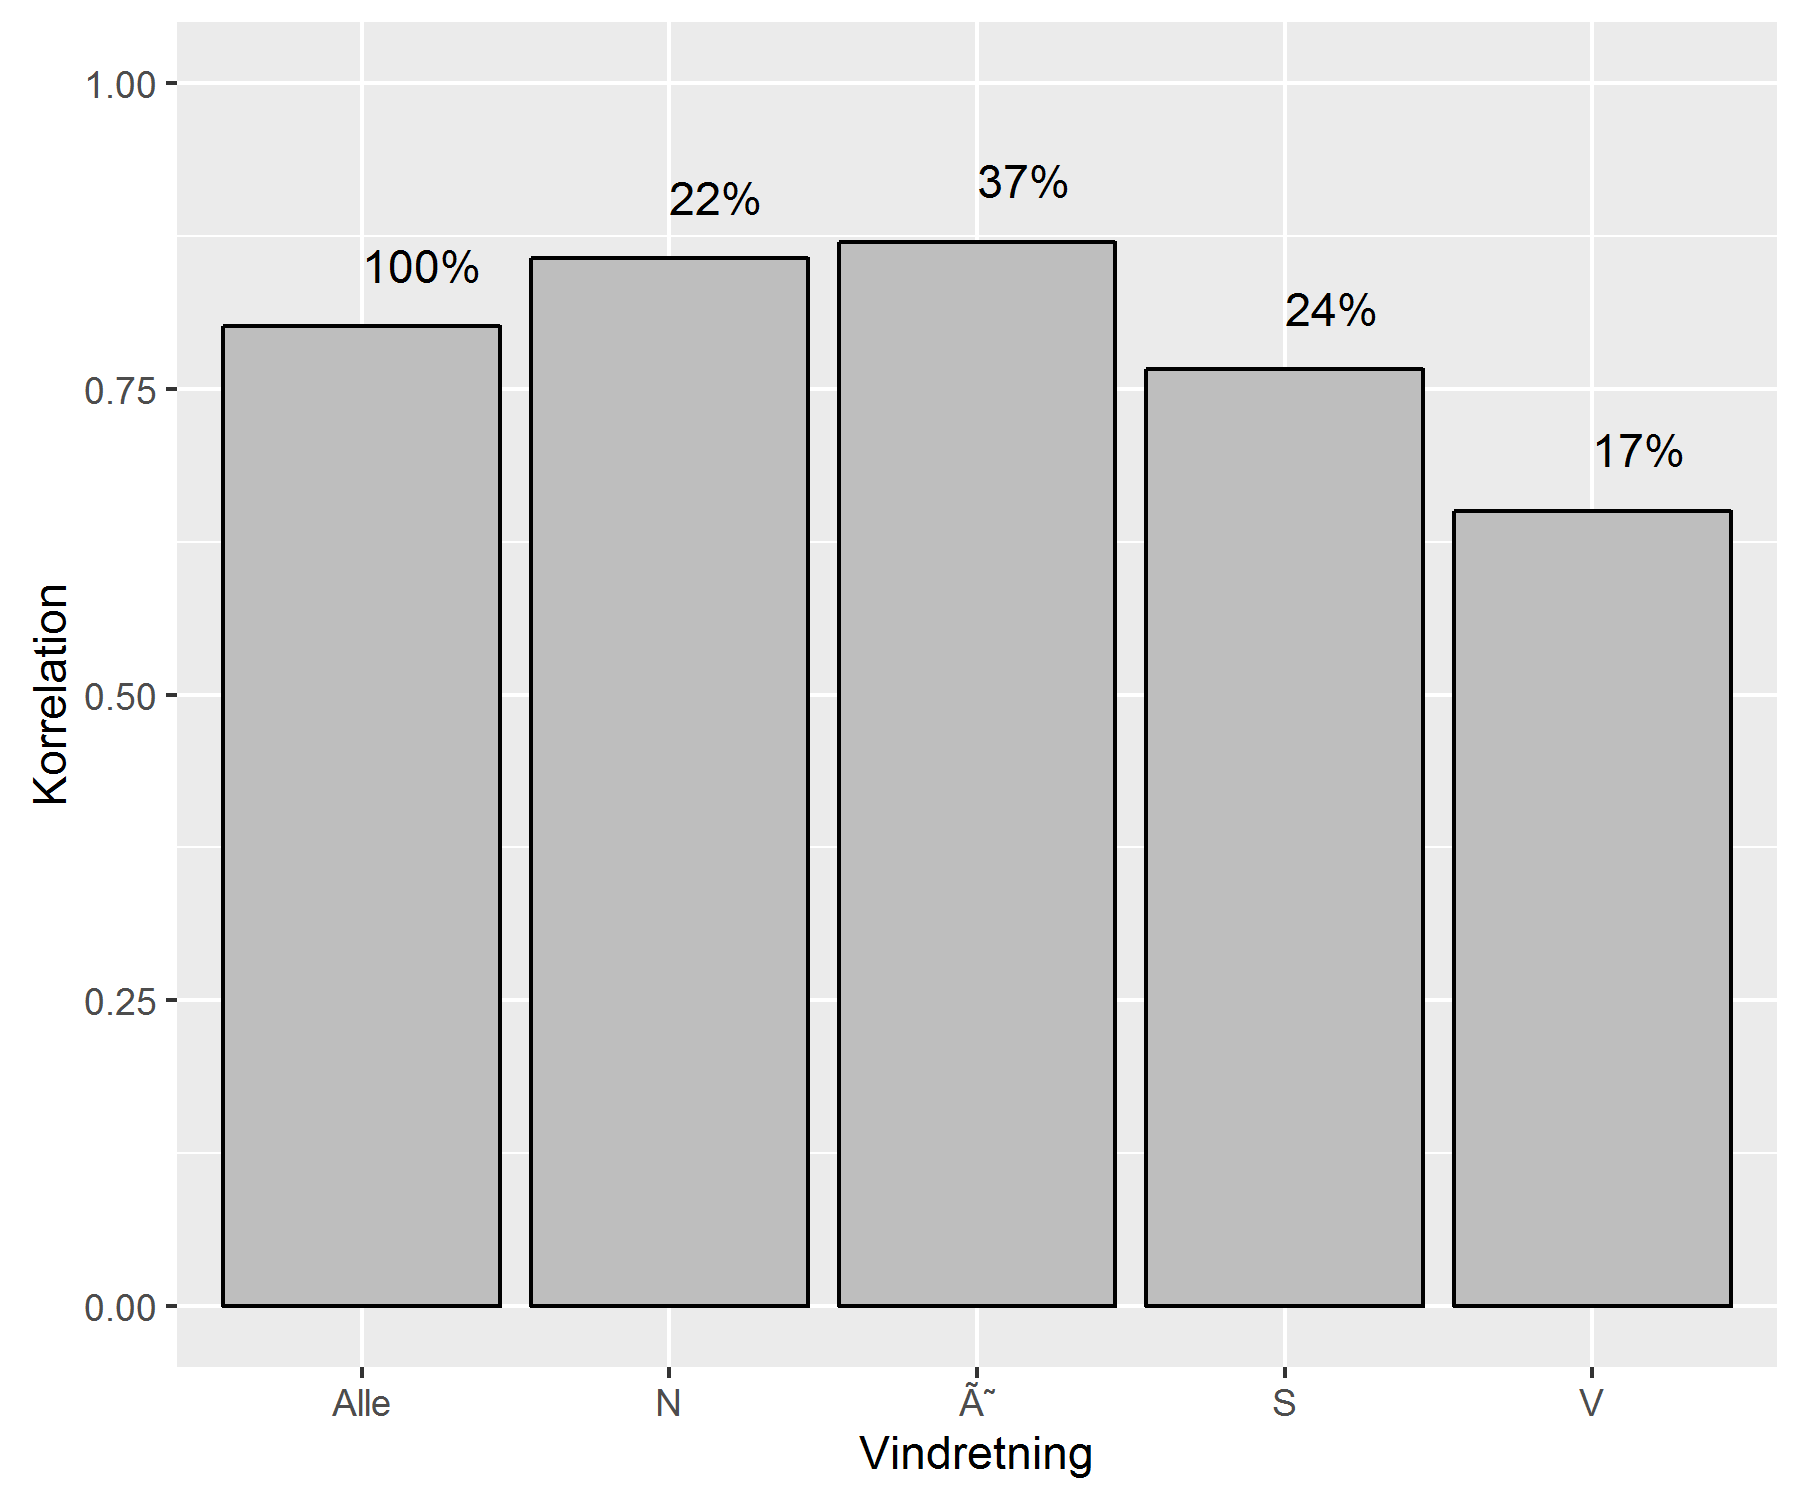 1.00
0.75
0.50
0.25
0.00
Korrelation
100%
22%
37%
24%
17%
Alle
N
Ã˜
S
V
Vindretning